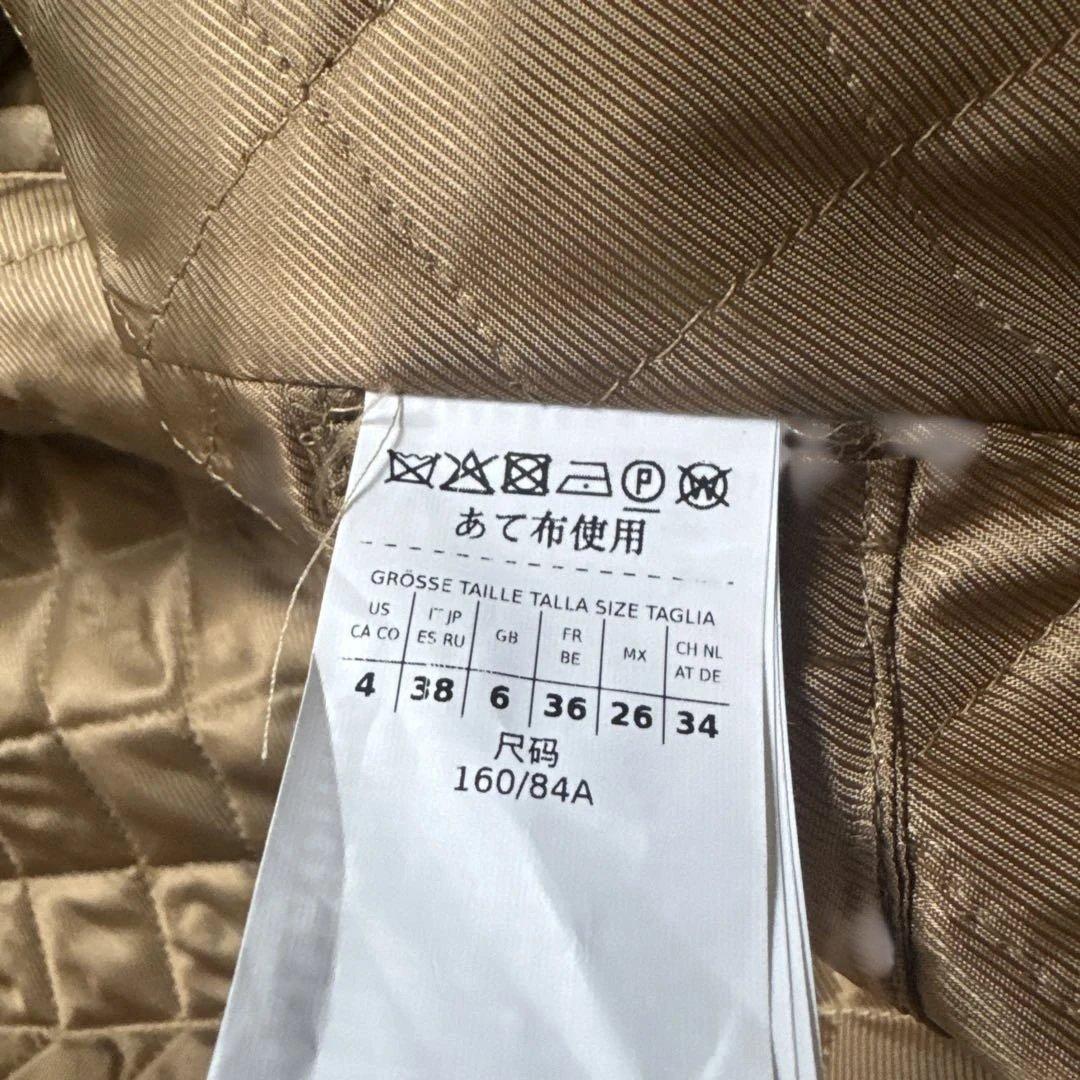 P W
あて布使用
GRÖSSE TAILLE TALLA SIZE TAGLIA
US IT JP GB FR MX CH NL
CA CO ES RU BE AT DE
4 38 6 36 26 34
尺码
160/84A